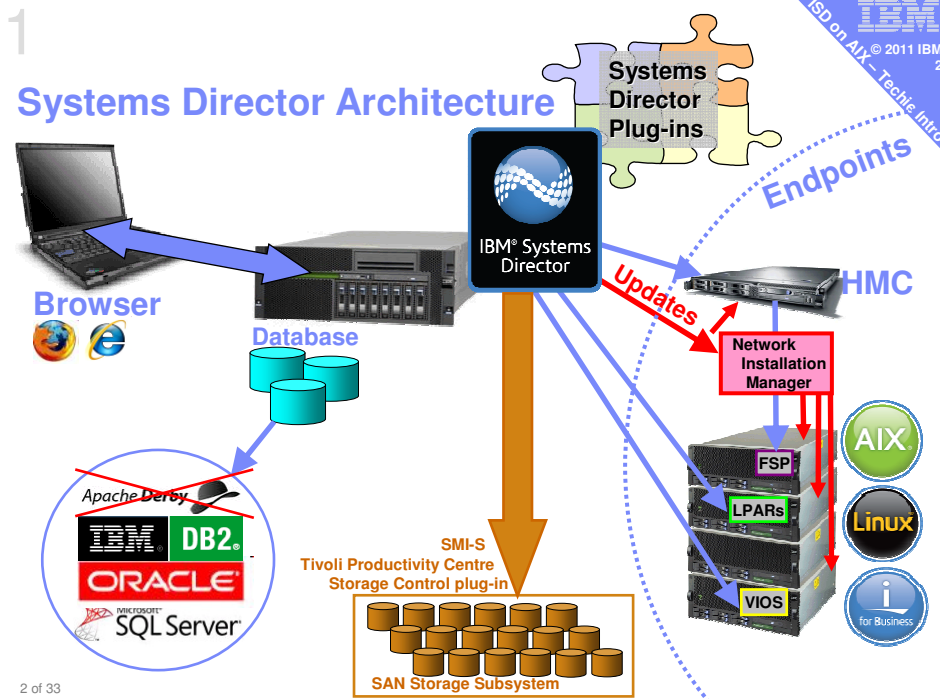 1
Systems Director Architecture
Systems
Director
Plug-ins
IBM
© 2011 IBM
ISD on AIX – Techie Intro
Endpoints
IBM® Systems
Director
HMC
Updates
Browser
Database
Network
Installation
Manager
AIX
FSP
LPARs
Linux
VIOS
i
for Business
Apache Derby
IBM.
DB2.
ORACLE
MICROSOFT
SQL Server
SMI-S
Tivoli Productivity Centre
Storage Control plug-in
SAN Storage Subsystem
2 of 33